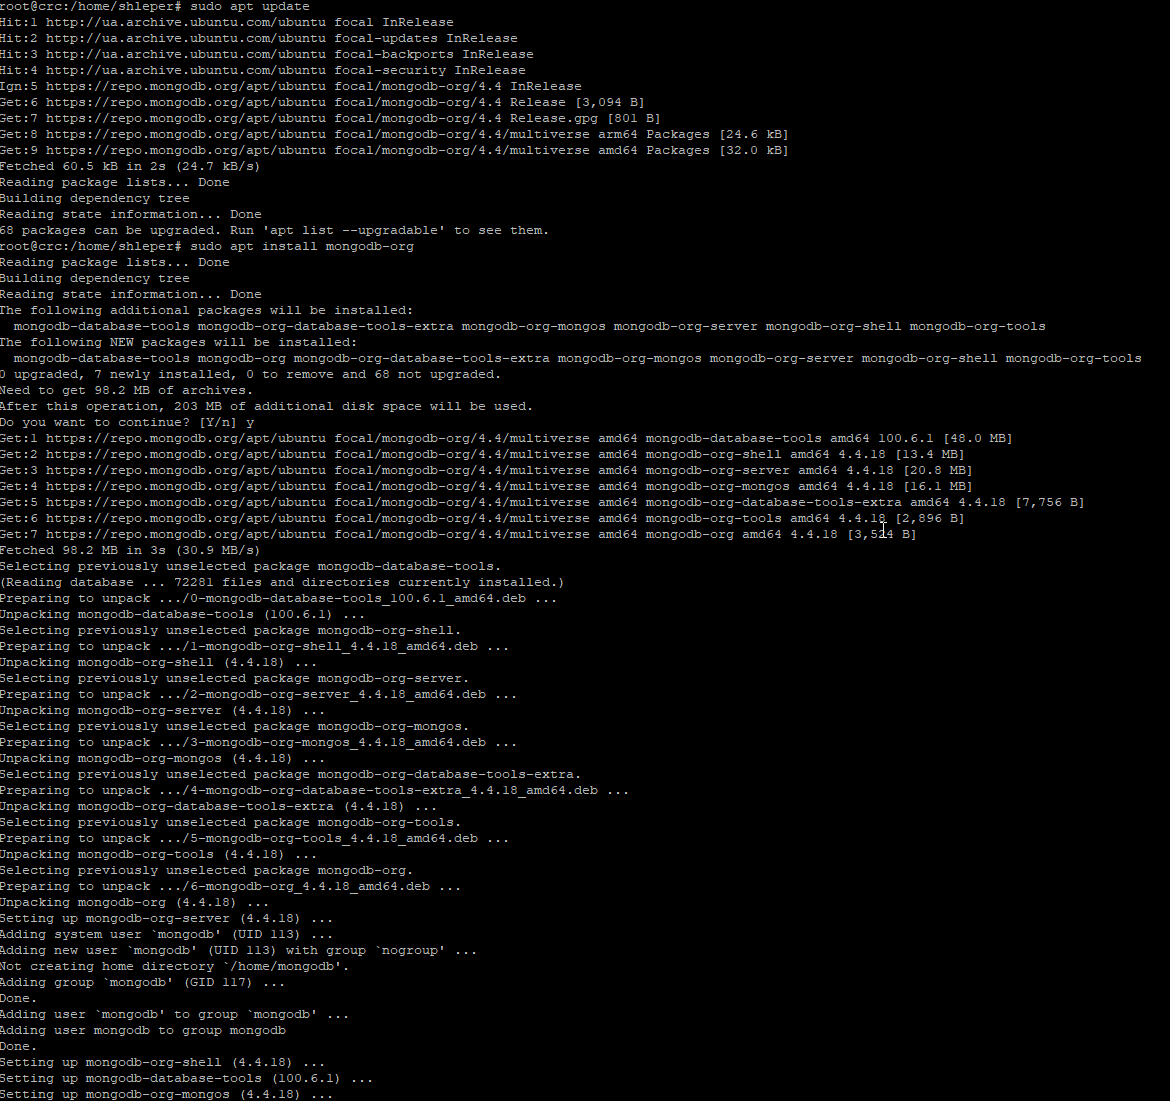 root@crc:/home/shleper# sudo apt update
Hit:1 http://ua.archive.ubuntu.com/ubuntu focal InRelease
Hit:2 http://ua.archive.ubuntu.com/ubuntu focal-updates InRelease
Hit:3 http://ua.archive.ubuntu.com/ubuntu focal-backports InRelease
Hit:4 http://ua.archive.ubuntu.com/ubuntu focal-security InRelease
Ign:5 https://repo.mongodb.org/apt/ubuntu focal/mongodb-org/4.4 InRelease
Get:6 https://repo.mongodb.org/apt/ubuntu focal/mongodb-org/4.4 Release [3,094 B]
Get:7 https://repo.mongodb.org/apt/ubuntu focal/mongodb-org/4.4 Release.gpg [801 B]
Get:8 https://repo.mongodb.org/apt/ubuntu focal/mongodb-org/4.4/multiverse arm64 Packages [24.6 kB]
Get:9 https://repo.mongodb.org/apt/ubuntu focal/mongodb-org/4.4/multiverse amd64 Packages [32.0 kB]
Fetched 60.5 kB in 2s (24.7 kB/s)
Reading package lists... Done
Building dependency tree
Reading state information... Done
68 packages can be upgraded. Run 'apt list --upgradable' to see them.
root@crc:/home/shleper# sudo apt install mongodb-org
Reading package lists... Done
Building dependency tree
Reading state information... Done
The following additional packages will be installed:
mongodb-database-tools mongodb-org-database-tools-extra mongodb-org-mongos mongodb-org-server mongodb-org-shell mongodb-org-tools
The following NEW packages will be installed:
mongodb-database-tools mongodb-org mongodb-org-database-tools-extra mongodb-org-mongos mongodb-org-server mongodb-org-shell mongodb-org-tools
0 upgraded, 7 newly installed, 0 to remove and 68 not upgraded.
Need to get 98.2 MB of archives.
After this operation, 203 MB of additional disk space will be used.
Do you want to continue? [Y/n] y
Get:1 https://repo.mongodb.org/apt/ubuntu focal/mongodb-org/4.4/multiverse amd64 mongodb-database-tools amd64 100.6.1 [48.0 MB]
Get:2 https://repo.mongodb.org/apt/ubuntu focal/mongodb-org/4.4/multiverse amd64 mongodb-org-shell amd64 4.4.18 [13.4 MB]
Get:3 https://repo.mongodb.org/apt/ubuntu focal/mongodb-org/4.4/multiverse amd64 mongodb-org-server amd64 4.4.18 [20.8 MB]
Get:4 https://repo.mongodb.org/apt/ubuntu focal/mongodb-org/4.4/multiverse amd64 mongodb-org-mongos amd64 4.4.18 [16.1 MB]
Get:5 https://repo.mongodb.org/apt/ubuntu focal/mongodb-org/4.4/multiverse amd64 mongodb-org-database-tools-extra amd64 4.4.18 [7,756 B]
Get:6 https://repo.mongodb.org/apt/ubuntu focal/mongodb-org/4.4/multiverse amd64 mongodb-org-tools amd64 4.4.18 [2,896 B]
Get:7 https://repo.mongodb.org/apt/ubuntu focal/mongodb-org/4.4/multiverse amd64 mongodb-org amd64 4.4.18 [3,524 B]
Fetched 98.2 MB in 3s (30.9 MB/s)
Selecting previously unselected package mongodb-database-tools.
(Reading database ... 72281 files and directories currently installed.)
Preparing to unpack .../0-mongodb-database-tools_100.6.1_amd64.deb ...
Unpacking mongodb-database-tools (100.6.1) ...
Selecting previously unselected package mongodb-org-shell.
Preparing to unpack .../1-mongodb-org-shell_4.4.18_amd64.deb ...
Unpacking mongodb-org-shell (4.4.18) ...
Selecting previously unselected package mongodb-org-server.
Preparing to unpack .../2-mongodb-org-server_4.4.18_amd64.deb ...
Unpacking mongodb-org-server (4.4.18) ...
Selecting previously unselected package mongodb-org-mongos.
Preparing to unpack .../3-mongodb-org-mongos_4.4.18_amd64.deb ...
Unpacking mongodb-org-mongos (4.4.18) ...
Selecting previously unselected package mongodb-org-database-tools-extra.
Preparing to unpack .../4-mongodb-org-database-tools-extra_4.4.18_amd64.deb ...
Unpacking mongodb-org-database-tools-extra (4.4.18) ...
Selecting previously unselected package mongodb-org-tools.
Preparing to unpack .../5-mongodb-org-tools_4.4.18_amd64.deb ...
Unpacking mongodb-org-tools (4.4.18) ...
Selecting previously unselected package mongodb-org.
Preparing to unpack .../6-mongodb-org_4.4.18_amd64.deb ...
Unpacking mongodb-org (4.4.18) ...
Setting up mongodb-org-server (4.4.18) ...
Adding system user `mongodb' (UID 113) ...
Adding new user `mongodb' (UID 113) with group `nogroup' ...
Not creating home directory `/home/mongodb'.
Adding group `mongodb' (GID 117) ...
Done.
Adding user `mongodb' to group `mongodb' ...
Adding user mongodb to group mongodb
Done.
Setting up mongodb-org-shell (4.4.18) ...
Setting up mongodb-database-tools (100.6.1) ...
Setting up mongodb-org-mongos (4.4.18) ...